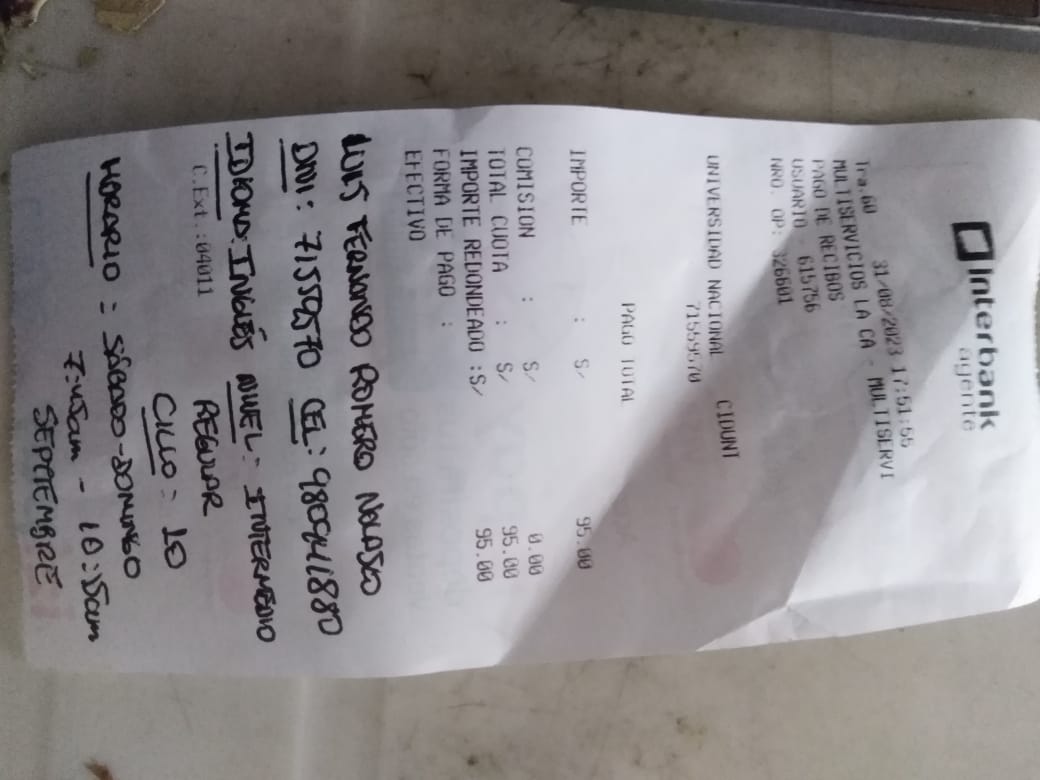 interbank
agente
Tra.60 31/08/2023 17:51:55
MULTISERVICIOS LA CA - MULTISERVI
PAGO DE RECIBOS
USUARIO - 615756
NRO. OP: 326601
UNIVERSIDAD NACIONAL CIDUNT
71559570
PAGO TOTAL
IMPORTE : S/ 95.00
COMISION : S/ 0.00
TOTAL CUOTA : S/ 95.00
IMPORTE REDONDEADO :S/ 95.00
FORMA DE PAGO :
EFECTIVO
LUIS FERNANDO ROMERO NOLASCO
DNI: 71559570 CEL: 980941880
IDIOMA: INGLÉS NIVEL: INTERMEDIO
C.Ext.:04011 REGULAR
CICLO: 10
HORARIO: SÁBADO-DOMINGO
7:45am - 10:15am
SEPTIEMBRE